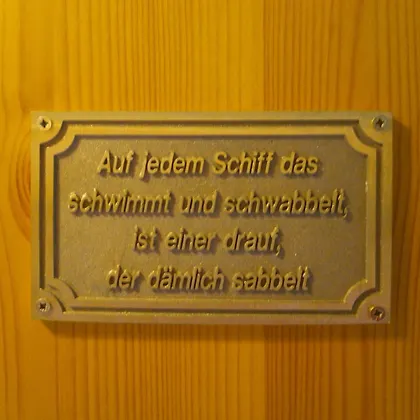 Auf jedem Schiff das
schwimmt und schwabbelt,
ist einer drauf,
der dämlich sabbelt